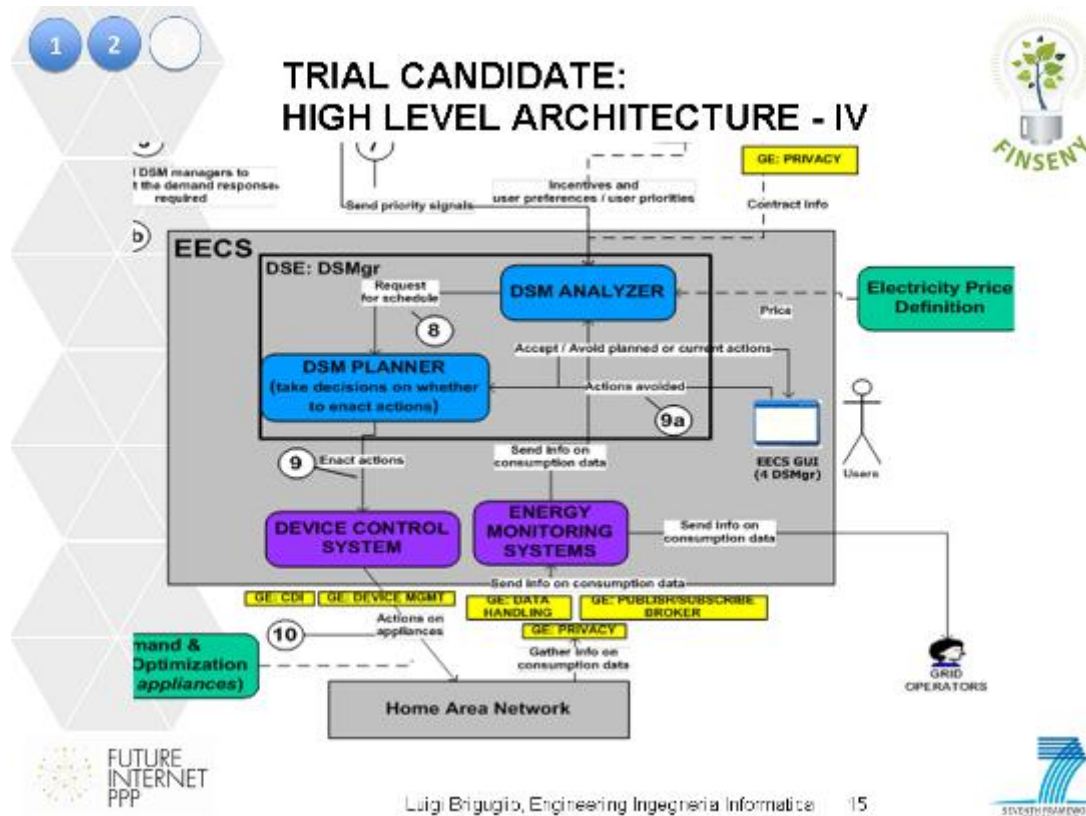 1 2 3
TRIAL CANDIDATE:
HIGH LEVEL ARCHITECTURE - IV
FINSENY
7
GE: PRIVACY
DSM managers to
t the demand response
required
Incentives and
user preferences / user priorities
Send priority signals
Contract Info
b
EECS
DSE: DSMgr
Request
for schedule
DSM ANALYZER
Electricity Price
Definition
Price
8
Accept / Avoid planned or current actions
DSM PLANNER
(take decisions on whether
to enact actions)
Actions avoided
9a
9
Enact actions
Send Info on
consumption data
EECS GUI
(4 DSMgr)
Users
DEVICE CONTROL
SYSTEM
ENERGY
MONITORING
SYSTEMS
Send Info on
consumption data
Send Info on consumption data
GE: CDI
GE: DEVICE MGMT
GE: DATA
HANDLING
GE: PUBLISH/SUBSCRIBE
BROKER
10
Actions on
appliances
GE: PRIVACY
Gather Info on
consumption data
mand &
Optimization
appliances)
GRID
OPERATORS
Home Area Network
FUTURE
INTERNET
PPP
Luigi Briguglio, Engineering Ingegneria Informatica 15
SEVENTH FRAMEWO